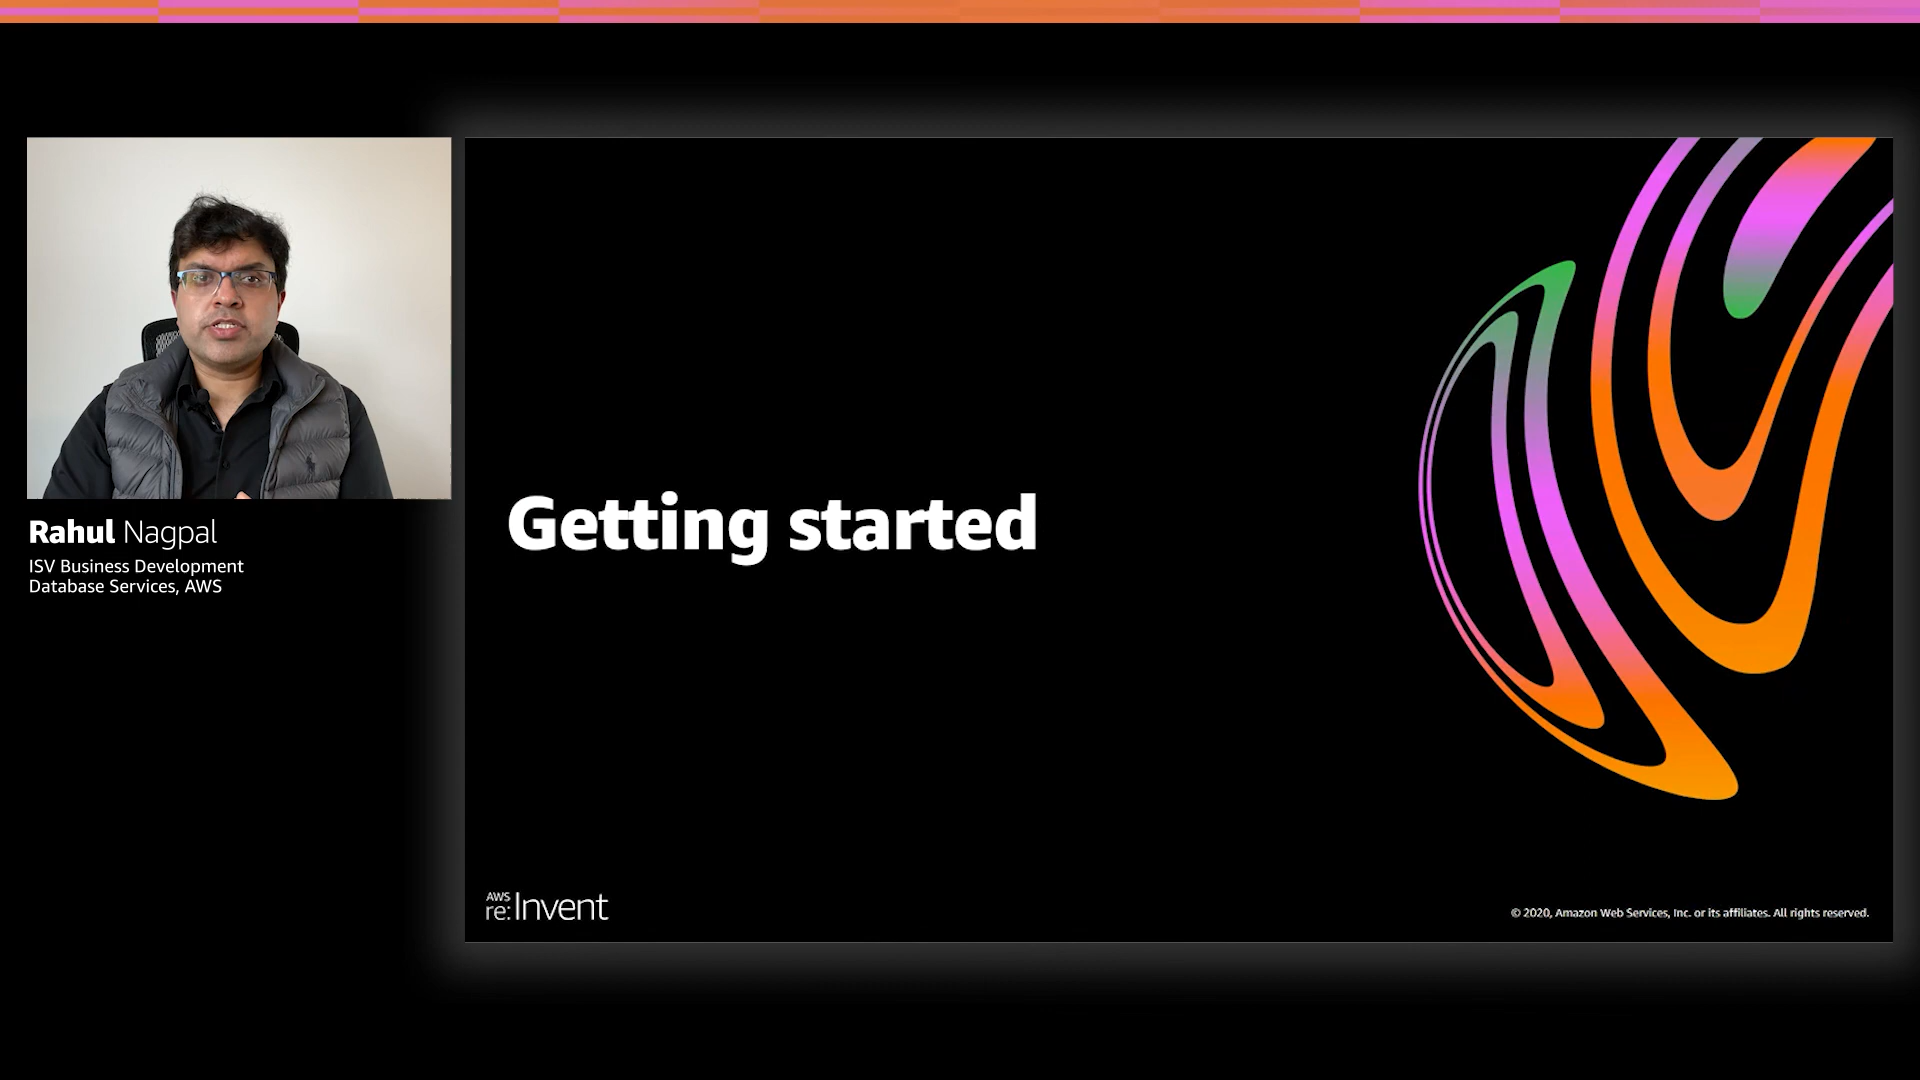 Rahul Nagpal
ISV Business Development
Database Services, AWS
Getting started
AWS
re:Invent
© 2020, Amazon Web Services, Inc. or its affiliates. All rights reserved.